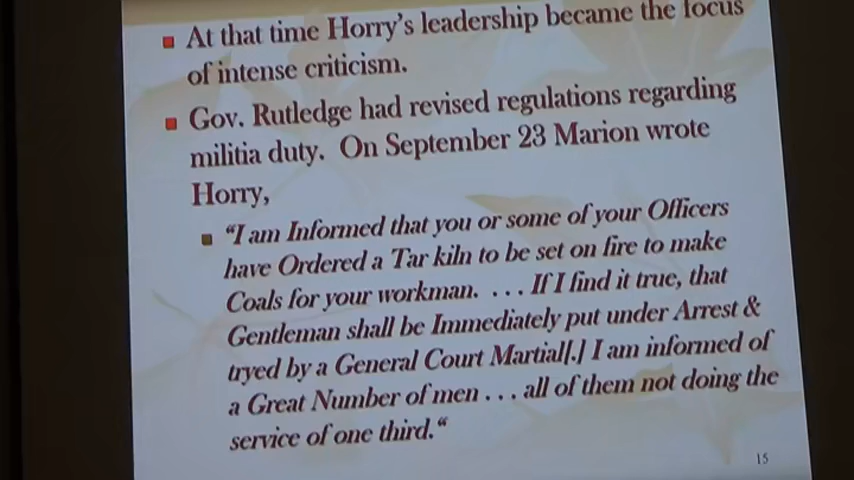 At that time Horry's leadership became the focus
of intense criticism.
Gov. Rutledge had revised regulations regarding
militia duty. On September 23 Marion wrote
Horry,
"I am Informed that you or some of your Officers
have Ordered a Tar kiln to be set on fire to make
Coals for your workman. . . . If I find it true, that
Gentleman shall be Immediately put under Arrest &
tryed by a General Court Martial[.] I am informed of
a Great Number of men . . . all of them not doing the
service of one third."
15